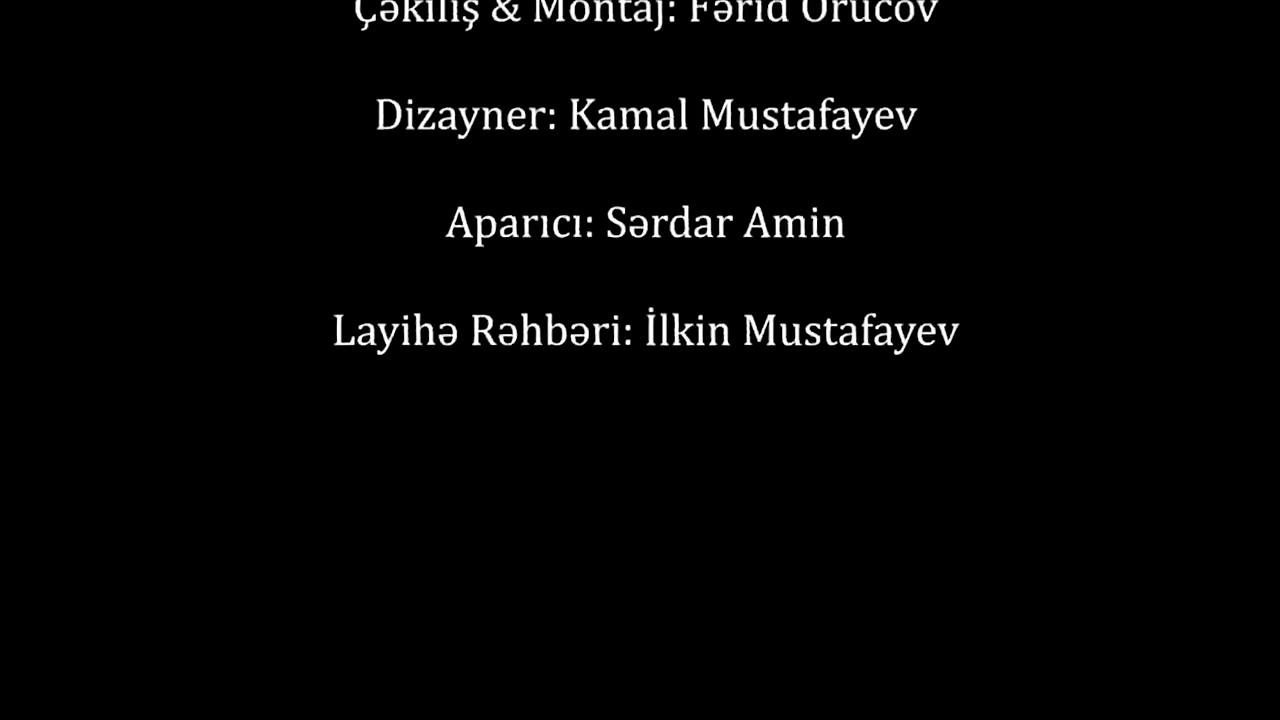 Çəkiliş & Montaj: Fərid Orucov
Dizayner: Kamal Mustafayev
Aparıcı: Sərdar Amin
Layihə Rəhbəri: İlkin Mustafayev